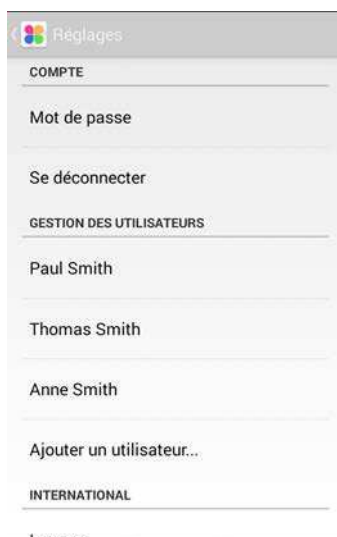 Réglages
COMPTE
Mot de passe
Se déconnecter
GESTION DES UTILISATEURS
Paul Smith
Thomas Smith
Anne Smith
Ajouter un utilisateur...
INTERNATIONAL